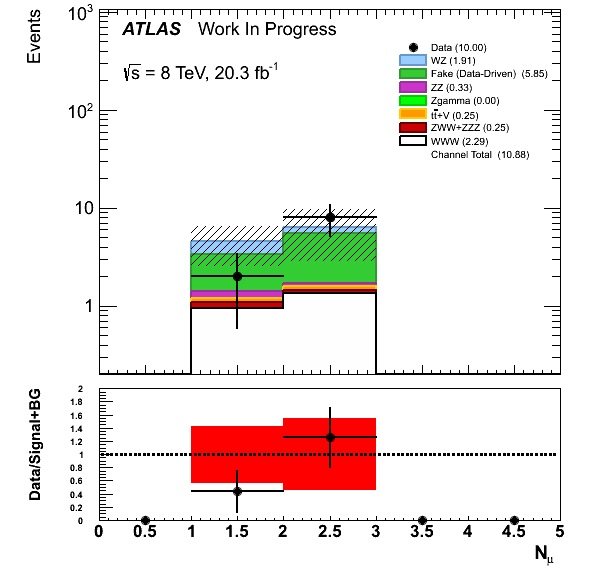 Events
10³
10²
10
1
ATLAS Work In Progress
√s = 8 TeV, 20.3 fb⁻¹
Data (10.00)
WZ (1.91)
Fake (Data-Driven) (5.85)
ZZ (0.33)
Zgamma (0.00)
tt̄+V (0.25)
ZWW+ZZZ (0.25)
WWW (2.29)
Channel Total (10.88)
Data/Signal+BG
2
1.8
1.6
1.4
1.2
1
0.8
0.6
0.4
0.2
0
0 0.5 1 1.5 2 2.5 3 3.5 4 4.5 5
Nμ